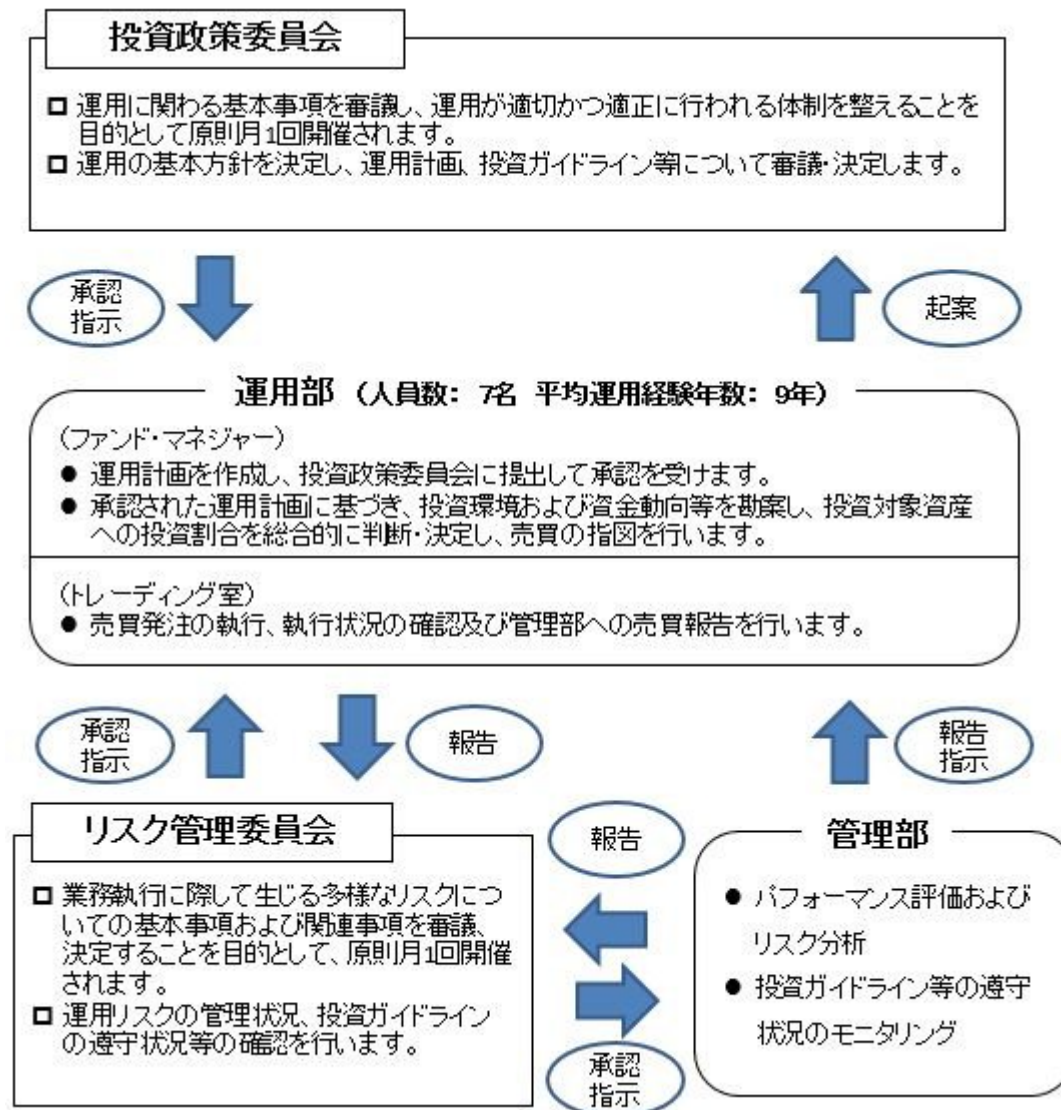 投資政策委員会
□ 運用に関わる基本事項を審議し、運用が適切かつ適正に行われる体制を整えることを
目的として原則月1回開催されます。
□ 運用の基本方針を決定し、運用計画、投資ガイドライン等について審議・決定します。
承認
指示
起案
運用部 (人員数: 7名 平均運用経験年数: 9年)
(ファンド・マネジャー)
● 運用計画を作成し、投資政策委員会に提出して承認を受けます。
● 承認された運用計画に基づき、投資環境および資金動向等を勘案し、投資対象資産
への投資割合を総合的に判断・決定し、売買の指図を行います。
(トレーディング室)
● 売買発注の執行、執行状況の確認及び管理部への売買報告を行います。
承認
指示
報告
報告
指示
リスク管理委員会
□ 業務執行に際して生じる多様なリスクにつ
いての基本事項および関連事項を審議、
決定することを目的として、原則月1回開催
されます。
□ 運用リスクの管理状況、投資ガイドライン
の遵守状況等の確認を行います。
報告
承認
指示
管理部
● パフォーマンス評価および
リスク分析
● 投資ガイドライン等の遵守
状況のモニタリング